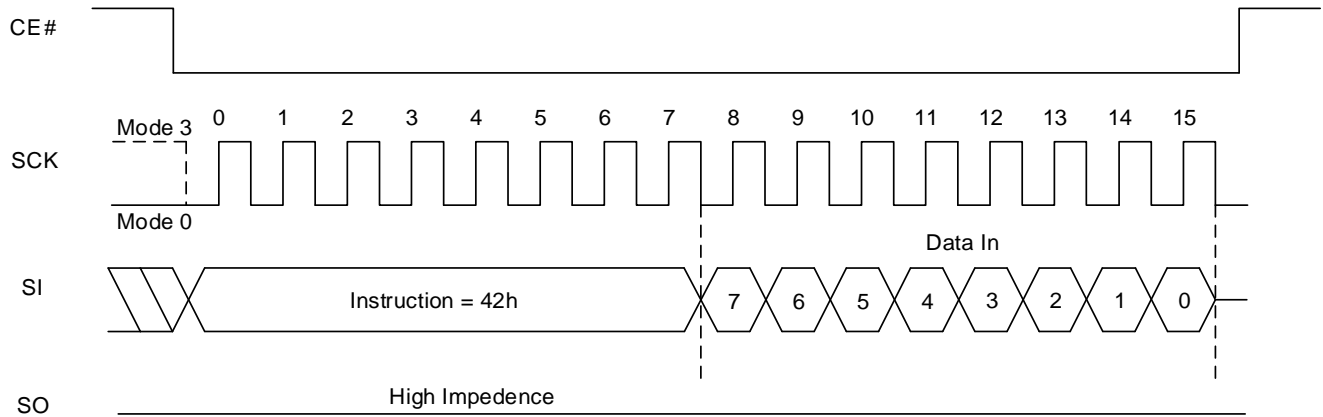 CE#
Mode 3 0 1 2 3 4 5 6 7 8 9 10 11 12 13 14 15
SCK
Mode 0
Data In
SI Instruction = 42h 7 6 5 4 3 2 1 0
High Impedence
SO